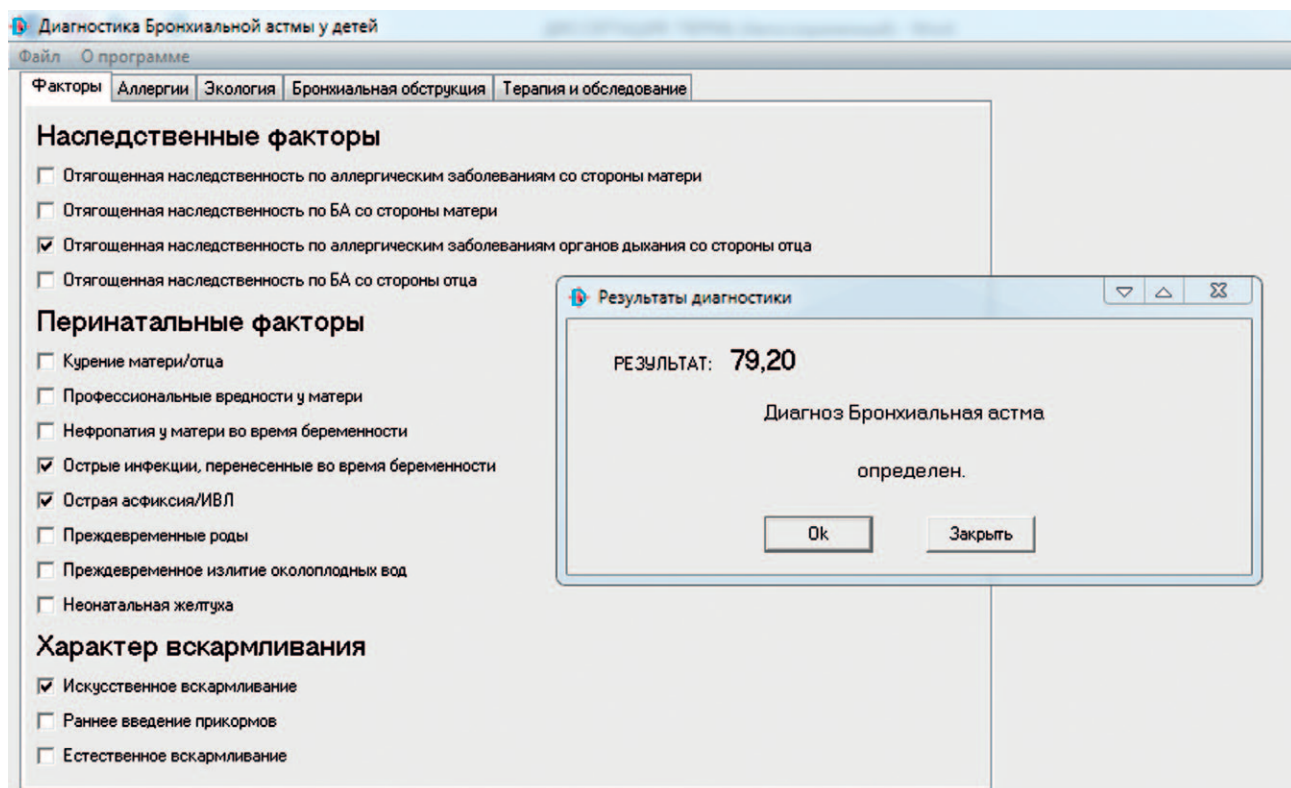 Диагностика Бронхиальной астмы у детей
Файл О программе
Факторы Аллергии Экология Бронхиальная обструкция Терапия и обследование
Наследственные факторы
Отягощенная наследственность по аллергическим заболеваниям со стороны матери
Отягощенная наследственность по БА со стороны матери
Отягощенная наследственность по аллергическим заболеваниям органов дыхания со стороны отца
Отягощенная наследственность по БА со стороны отца
Перинатальные факторы
Курение матери/отца
Профессиональные вредности у матери
Нефропатия у матери во время беременности
Острые инфекции, перенесенные во время беременности
Острая асфиксия/ИВЛ
Преждевременные роды
Преждевременное излитие околоплодных вод
Неонатальная желтуха
Характер вскармливания
Искусственное вскармливание
Раннее введение прикормов
Естественное вскармливание
Результаты диагностики
РЕЗУЛЬТАТ: 79,20
Диагноз Бронхиальная астма
определен.
Ok Закрыть